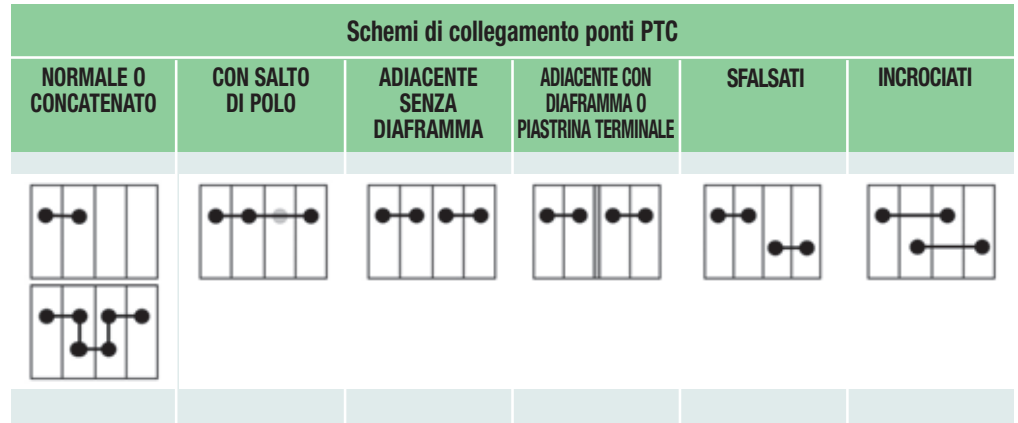 Schemi di collegamento ponti PTC
NORMALE O
CONCATENATO
CON SALTO
DI POLO
ADIACENTE
SENZA
DIAFRAMMA
ADIACENTE CON
DIAFRAMMA O
PIASTRINA TERMINALE
SFALSATI
INCROCIATI